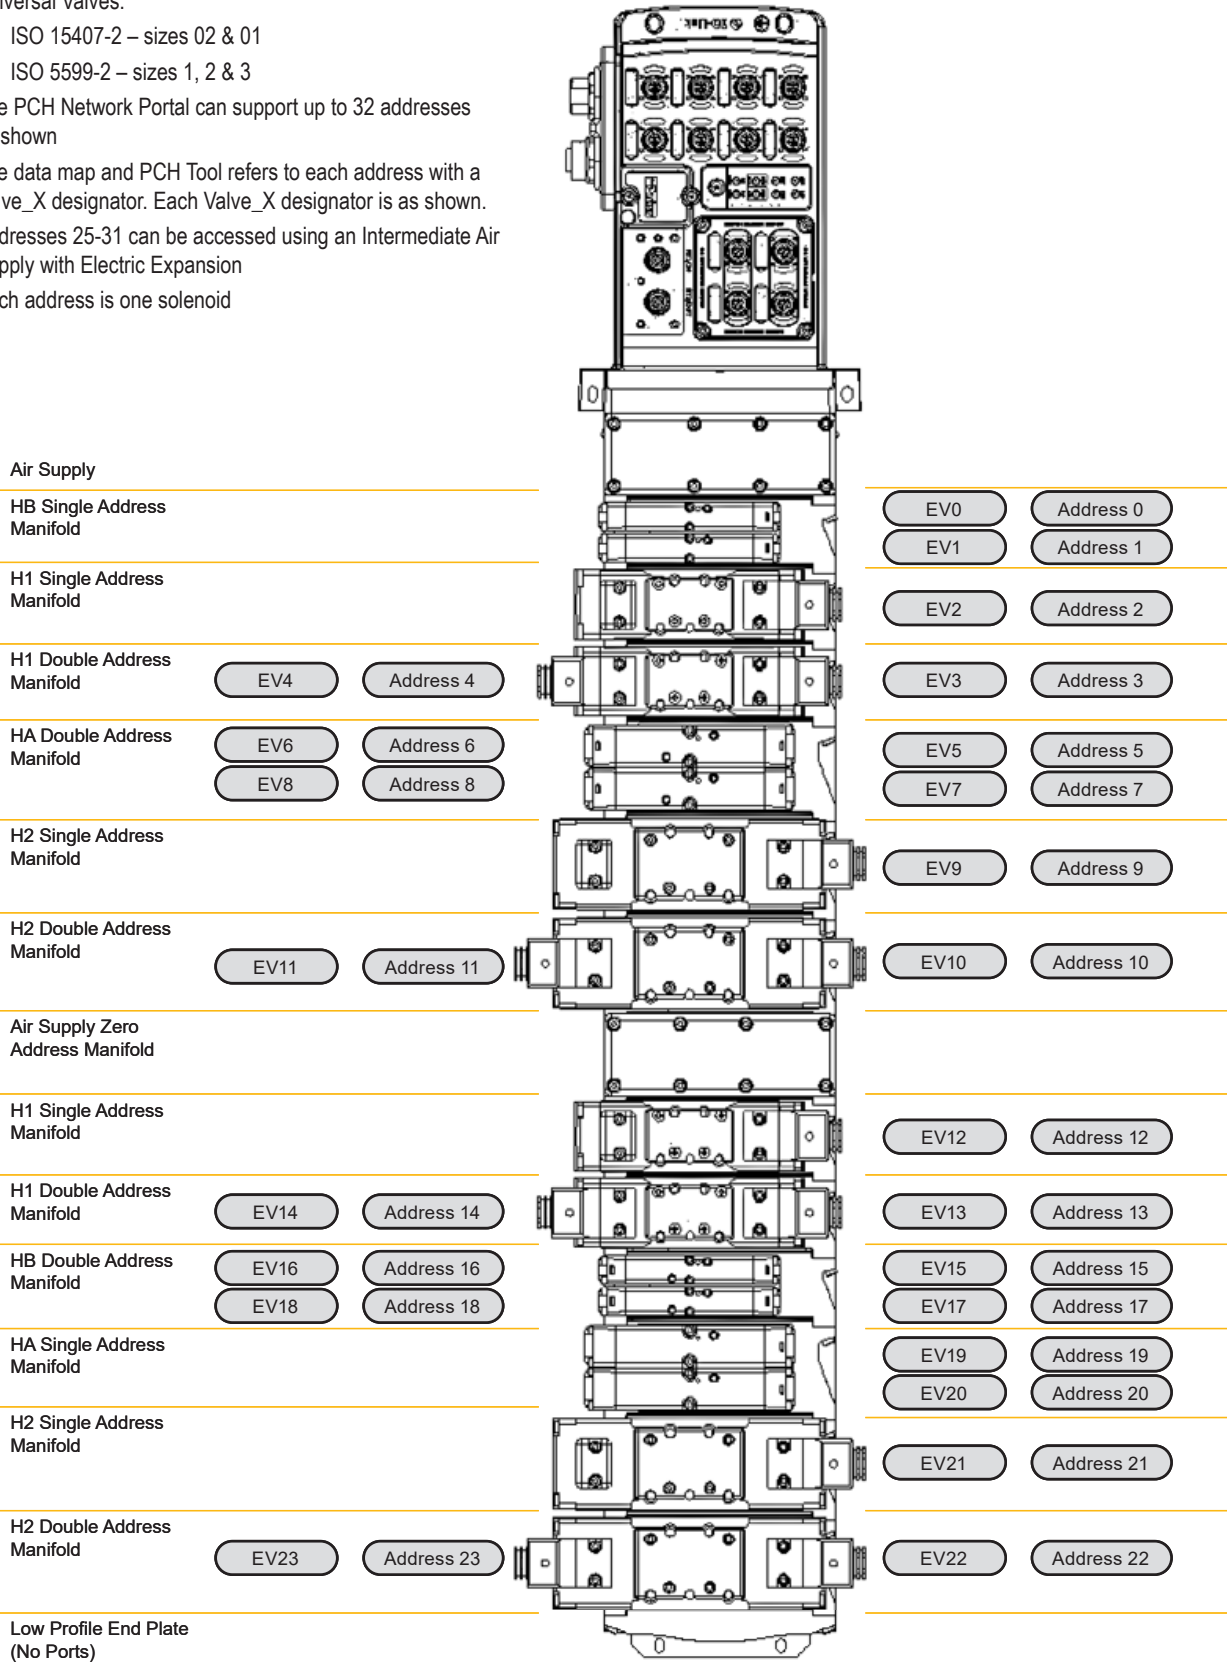 versal valves:
ISO 15407-2 – sizes 02 & 01
ISO 5599-2 – sizes 1, 2 & 3
e PCH Network Portal can support up to 32 addresses
shown
e data map and PCH Tool refers to each address with a
lve_X designator. Each Valve_X designator is as shown.
dresses 25-31 can be accessed using an Intermediate Air
pply with Electric Expansion
ch address is one solenoid
Air Supply
HB Single Address
Manifold
EV0 Address 0
EV1 Address 1
H1 Single Address
Manifold
EV2 Address 2
H1 Double Address
Manifold
EV4 Address 4
EV3 Address 3
HA Double Address
Manifold
EV6 Address 6
EV5 Address 5
EV8 Address 8
EV7 Address 7
H2 Single Address
Manifold
EV9 Address 9
H2 Double Address
Manifold
EV11 Address 11
EV10 Address 10
Air Supply Zero
Address Manifold
H1 Single Address
Manifold
EV12 Address 12
H1 Double Address
Manifold
EV14 Address 14
EV13 Address 13
HB Double Address
Manifold
EV16 Address 16
EV15 Address 15
EV18 Address 18
EV17 Address 17
HA Single Address
Manifold
EV19 Address 19
EV20 Address 20
H2 Single Address
Manifold
EV21 Address 21
H2 Double Address
Manifold
EV23 Address 23
EV22 Address 22
Low Profile End Plate
(No Ports)